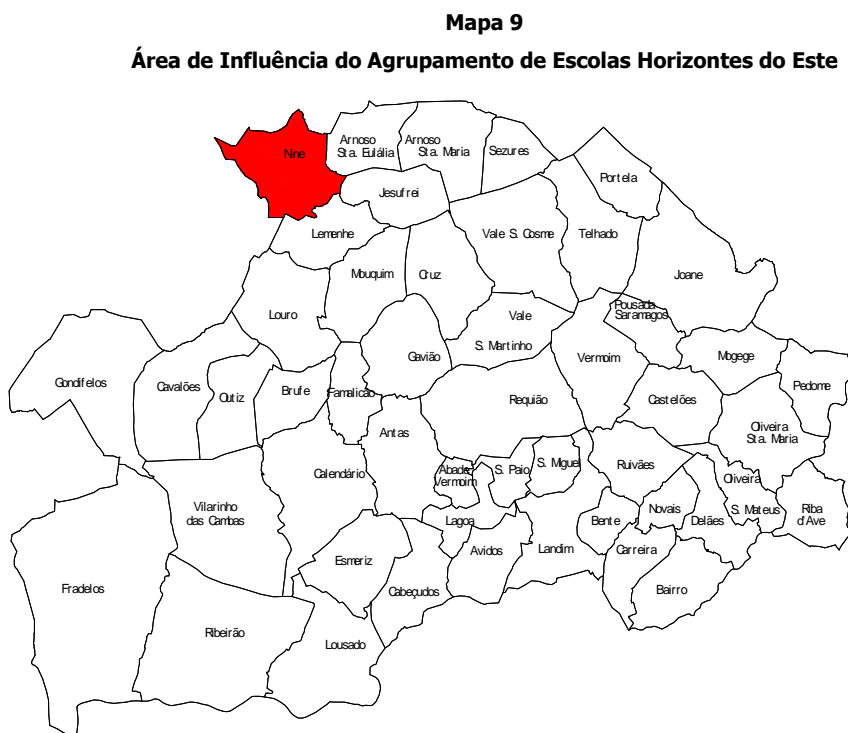 Mapa 9
Área de Influência do Agrupamento de Escolas Horizontes do Este
Nine
Arnoso
Sta. Eulália
Arnoso
Sta. Maria
Sezures
Portela
Jesufrei
Lemenhe
Vale S. Cosme
Telhado
Mouquim
Cruz
Joane
Louro
Pousada
Saramagos
Vale
S. Martinho
Gavião
Vermoim
Mogege
Gondifelos
Cavalões
Outiz
Brufe
Famalicão
Requião
Castelões
Pedome
Antas
Oliveira
Sta. Maria
Calendário
Abade
Vermoim
S. Paio
S. Miguel
Ruivães
Oliveira
S. Mateus
Vilarinho
das Cambas
Lagoa
Bente
Novais
Delães
Riba
d'Ave
Esmeriz
Avidos
Landim
Carreira
Fradelos
Cabeçudos
Bairro
Ribeirão
Lousado